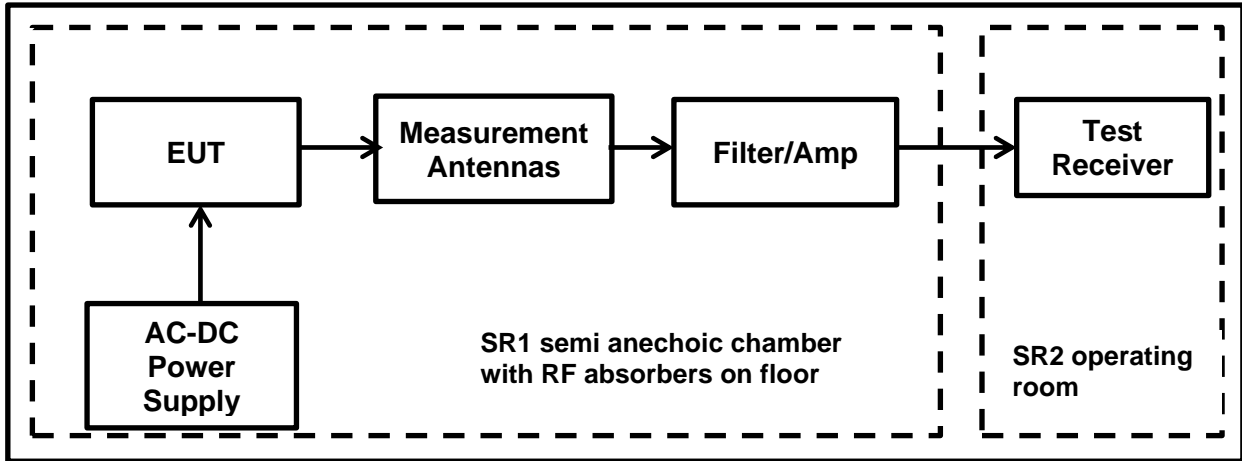 EUT
Measurement
Antennas
Filter/Amp
Test
Receiver
AC-DC
Power
Supply
SR1 semi anechoic chamber
with RF absorbers on floor
SR2 operating
room